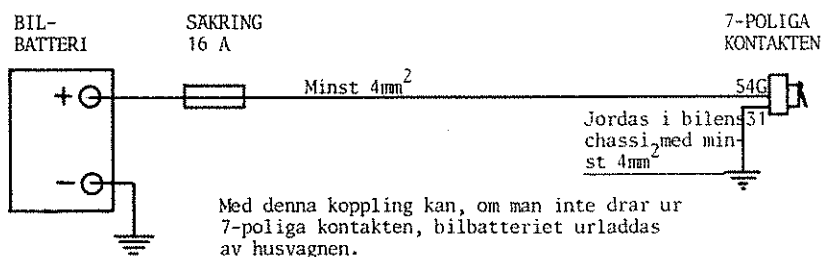 BIL-
BATTERI
SÄKRING
16 A
7-POLIGA
KONTAKTEN
+
Minst 4mm²
54G
Jordas i bilens 31
chassi med min-
st 4mm²
-
Med denna koppling kan, om man inte drar ur
7-poliga kontakten, bilbatteriet urladdas
av husvagnen.